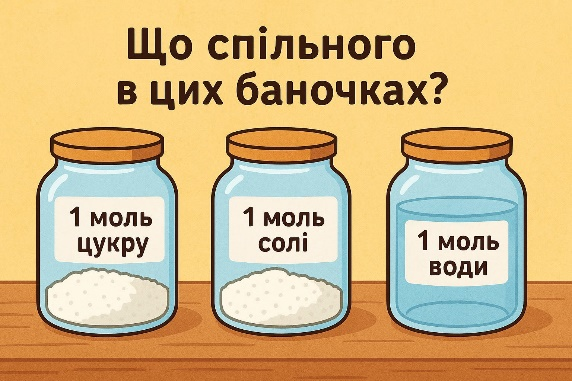 Що спільного
в цих баночках?
1 моль
цукру
1 моль
солі
1 моль
води